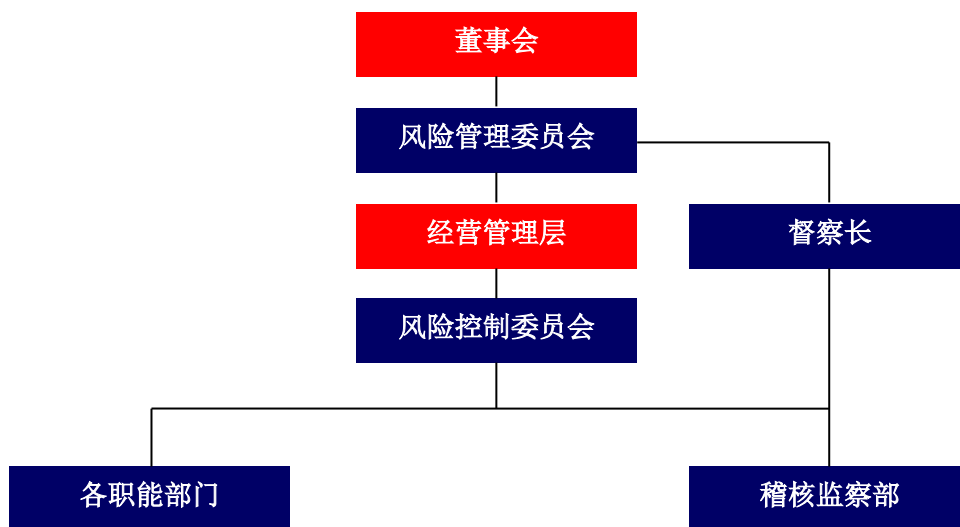 董事会
风险管理委员会
经营管理层
督察长
风险控制委员会
各职能部门
稽核监察部